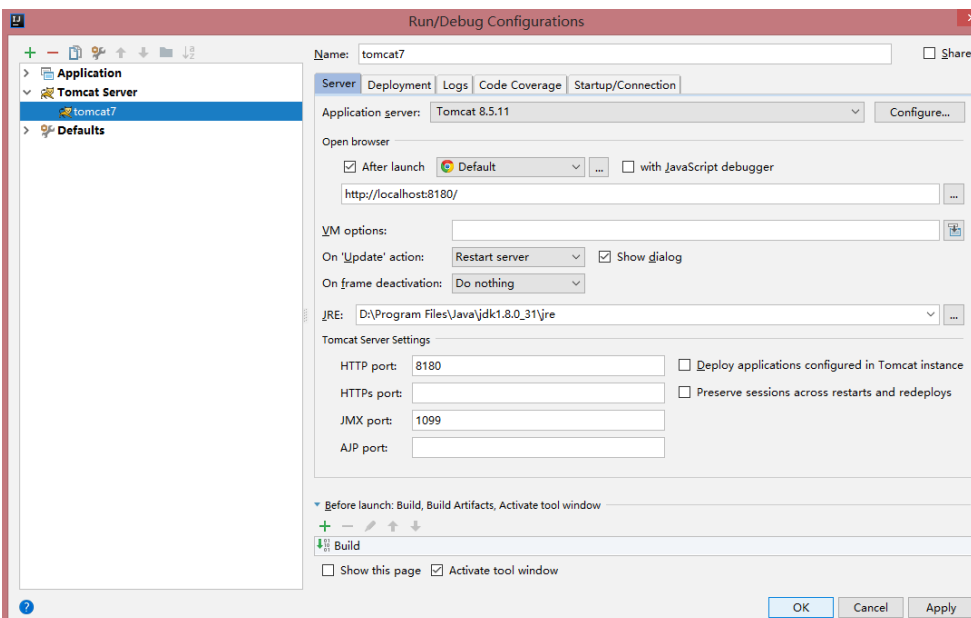 Run/Debug Configurations
Name: tomcat7
Share
Application
Tomcat Server
tomcat7
Defaults
Server Deployment Logs Code Coverage Startup/Connection
Application server: Tomcat 8.5.11 Configure...
Open browser
After launch Default ... with JavaScript debugger
http://localhost:8180/ ...
VM options:
On 'Update' action: Restart server Show dialog
On frame deactivation: Do nothing
JRE: D:\Program Files\Java\jdk1.8.0_31\jre ...
Tomcat Server Settings
HTTP port: 8180 Deploy applications configured in Tomcat instance
HTTPs port: Preserve sessions across restarts and redeploys
JMX port: 1099
AJP port:
Before launch: Build, Build Artifacts, Activate tool window
Build
Show this page Activate tool window
OK Cancel Apply